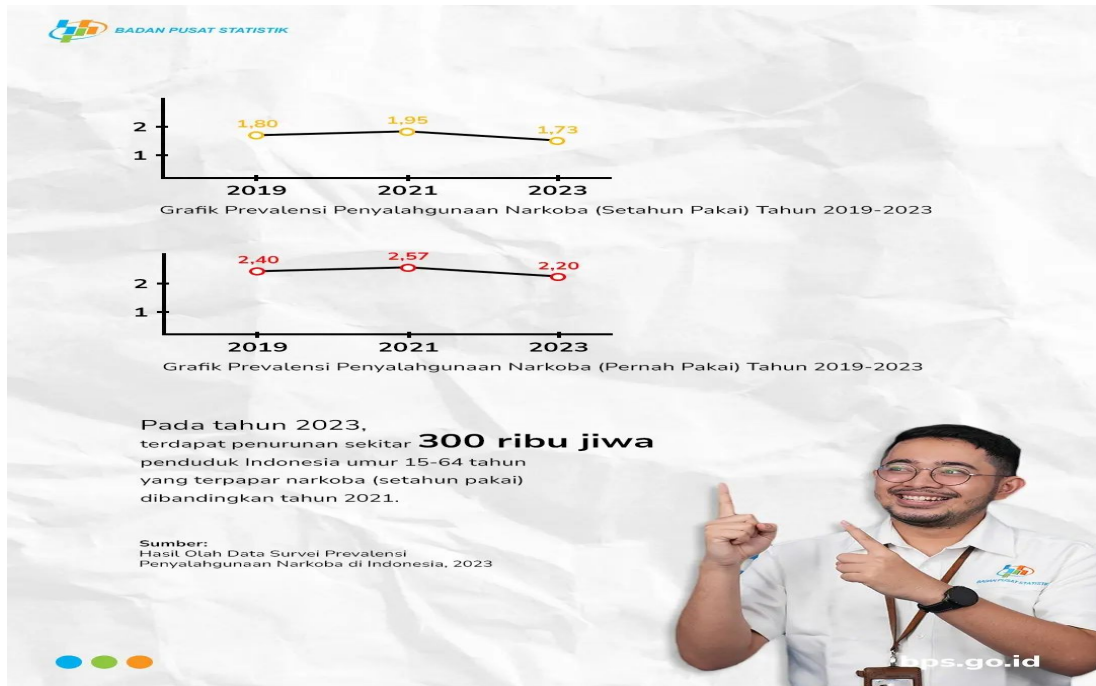 BADAN PUSAT STATISTIK
2
1
1,80
1,95
1,73
2019
2021
2023
Grafik Prevalensi Penyalahgunaan Narkoba (Setahun Pakai) Tahun 2019-2023
2
1
2,40
2,57
2,20
2019
2021
2023
Grafik Prevalensi Penyalahgunaan Narkoba (Pernah Pakai) Tahun 2019-2023
Pada tahun 2023,
terdapat penurunan sekitar 300 ribu jiwa
penduduk Indonesia umur 15-64 tahun
yang terpapar narkoba (setahun pakai)
dibandingkan tahun 2021.
Sumber:
Hasil Olah Data Survei Prevalensi
Penyalahgunaan Narkoba di Indonesia, 2023
BADAN PUSAT STATISTIK
bps.go.id